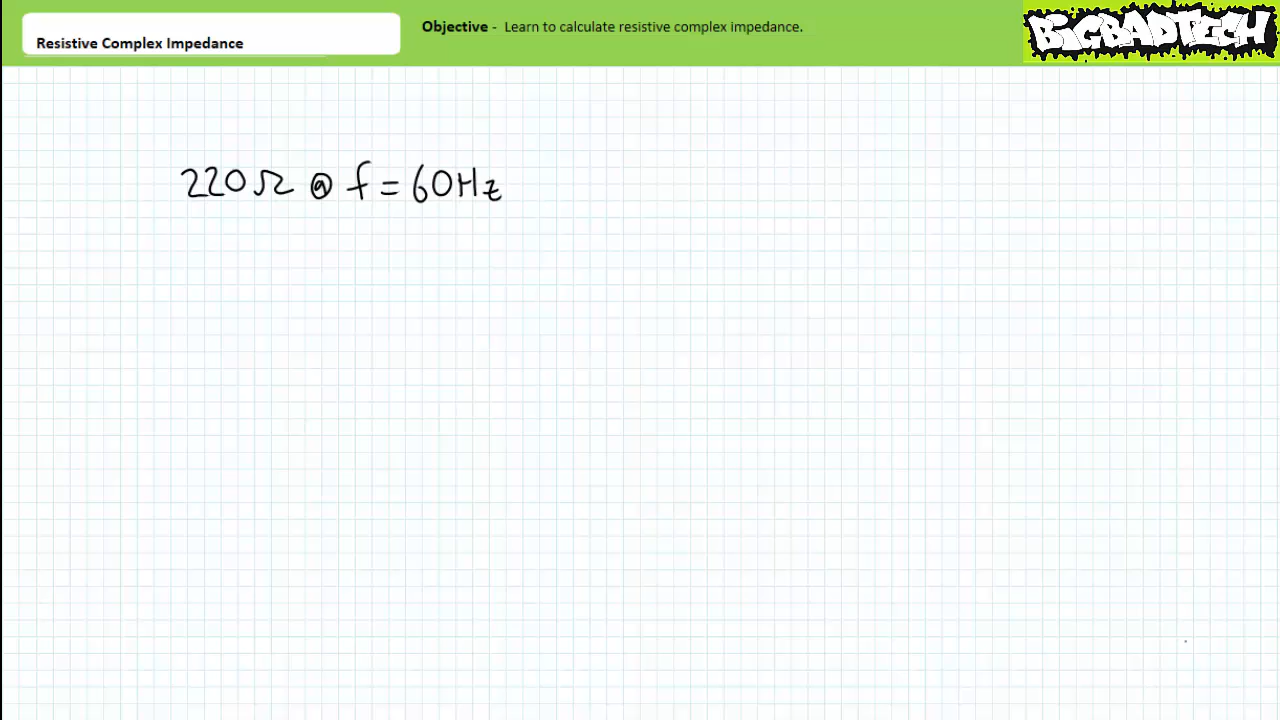 Resistive Complex Impedance
Objective - Learn to calculate resistive complex impedance.
BIGBADTECH
220Ω @ f = 60Hz